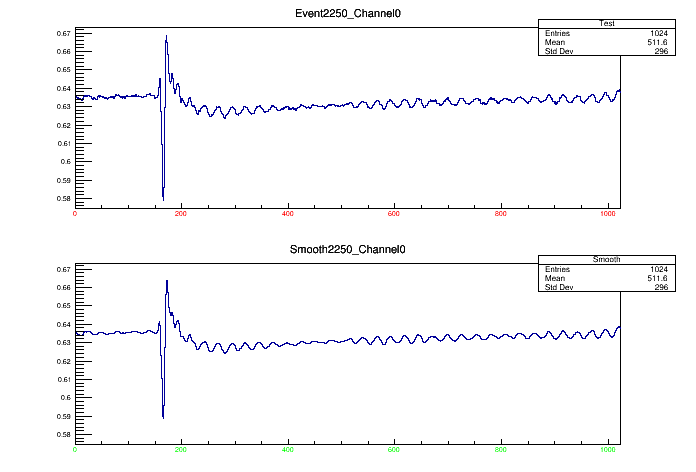 Event2250_Channel0
Test
Entries 1024
Mean 511.6
Std Dev 296
0.67
0.66
0.65
0.64
0.63
0.62
0.61
0.6
0.59
0.58
0 200 400 600 800 1000
Smooth2250_Channel0
Smooth
Entries 1024
Mean 511.6
Std Dev 296
0.67
0.66
0.65
0.64
0.63
0.62
0.61
0.6
0.59
0.58
0 200 400 600 800 1000